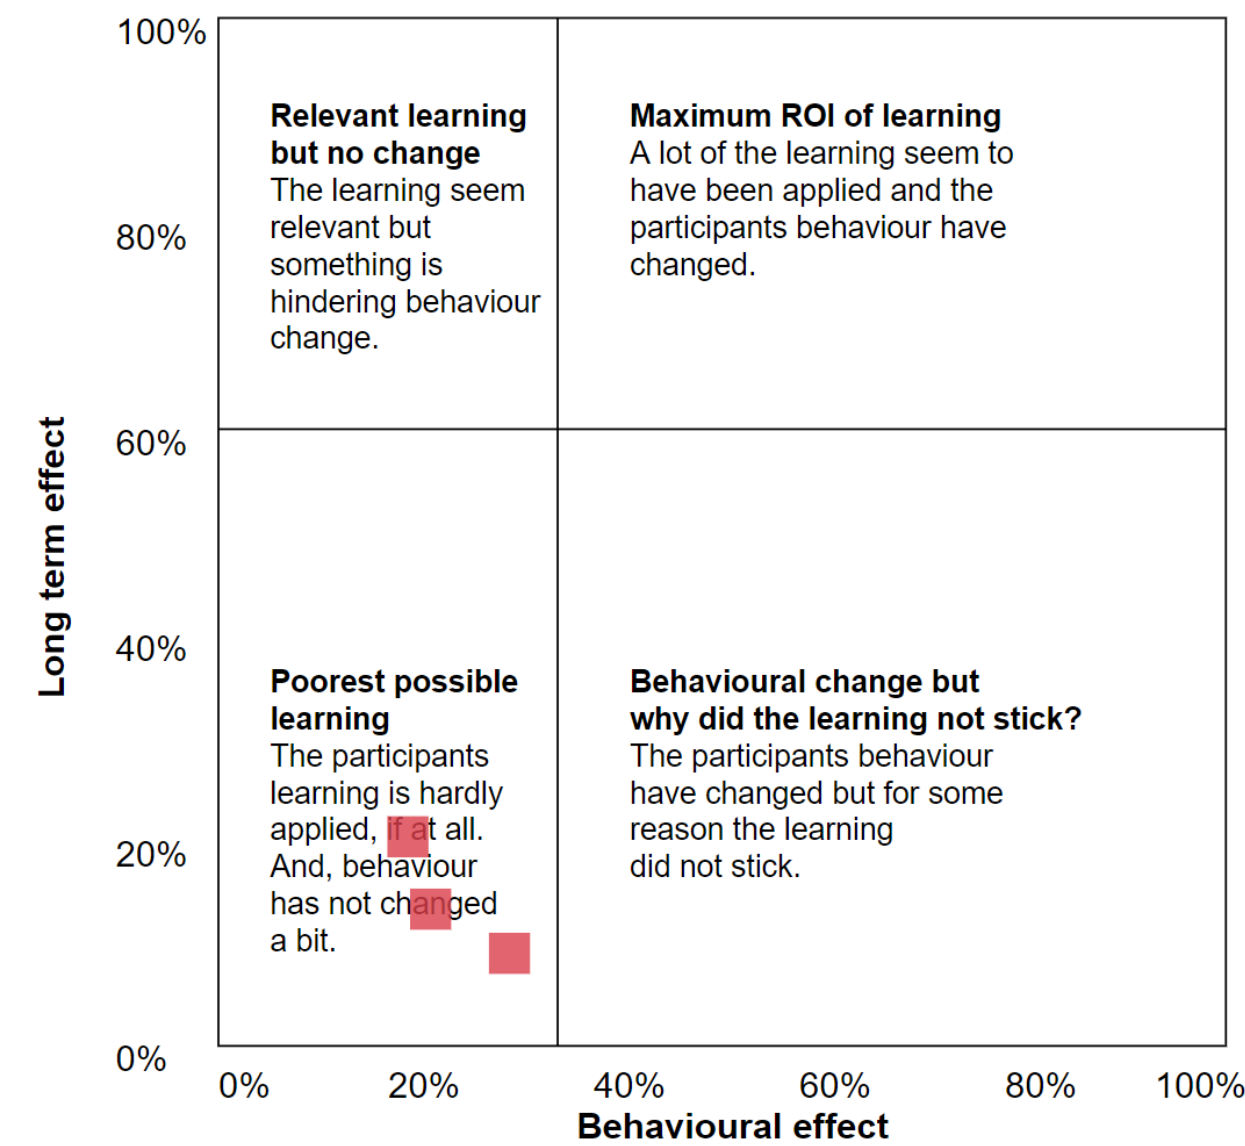 100%
Relevant learning
but no change
The learning seem
relevant but
something is
hindering behaviour
change.
Maximum ROI of learning
A lot of the learning seem to
have been applied and the
participants behaviour have
changed.
80%
60%
Long term effect
40%
Poorest possible
learning
The participants
learning is hardly
applied, if at all.
And, behaviour
has not changed
a bit.
Behavioural change but
why did the learning not stick?
The participants behaviour
have changed but for some
reason the learning
did not stick.
20%
0%
0% 20% 40% 60% 80% 100%
Behavioural effect